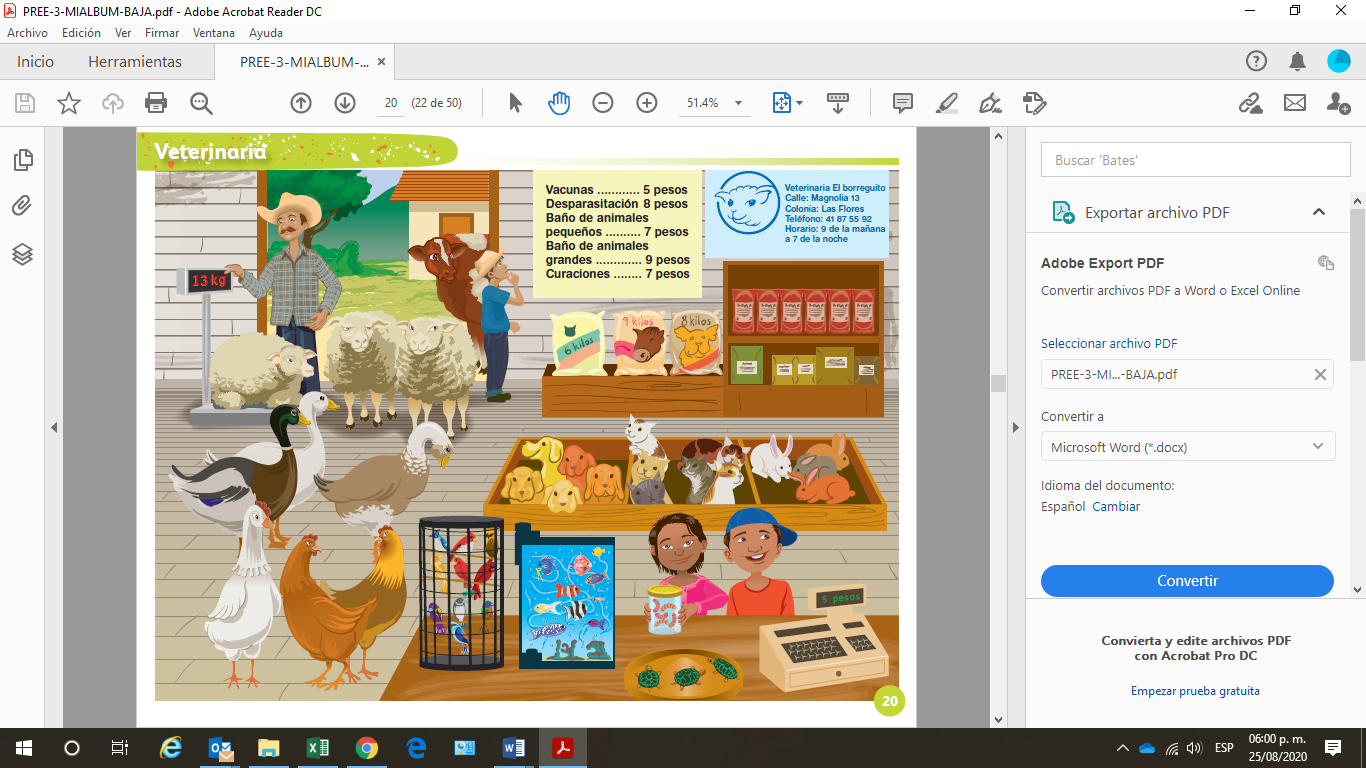 PREE-3-MIALBUM-BAJA.pdf - Adobe Acrobat Reader DC
Archivo Edición Ver Firmar Ventana Ayuda
Inicio Herramientas PREE-3-MIALBUM-... ×
20 (22 de 50) 51.4%
Veterinaria
Vacunas ............ 5 pesos
Desparasitación 8 pesos
Baño de animales
pequeños .......... 7 pesos
Baño de animales
grandes ............. 9 pesos
Curaciones ........ 7 pesos
Veterinaria El borreguito
Calle: Magnolia 13
Colonia: Las Flores
Teléfono: 41 87 55 92
Horario: 9 de la mañana
a 7 de la noche
13 kg
6 kilos
9 kilos
8 kilos
5 pesos
20
Buscar 'Bates'
Exportar archivo PDF
Adobe Export PDF
Convertir archivos PDF a Word o Excel Online
Seleccionar archivo PDF
PREE-3-MI...-BAJA.pdf
Convertir a
Microsoft Word (*.docx)
Idioma del documento:
Español Cambiar
Convertir
Convierta y edite archivos PDF
con Acrobat Pro DC
Empezar prueba gratuita
ESP
06:00 p. m.
25/08/2020